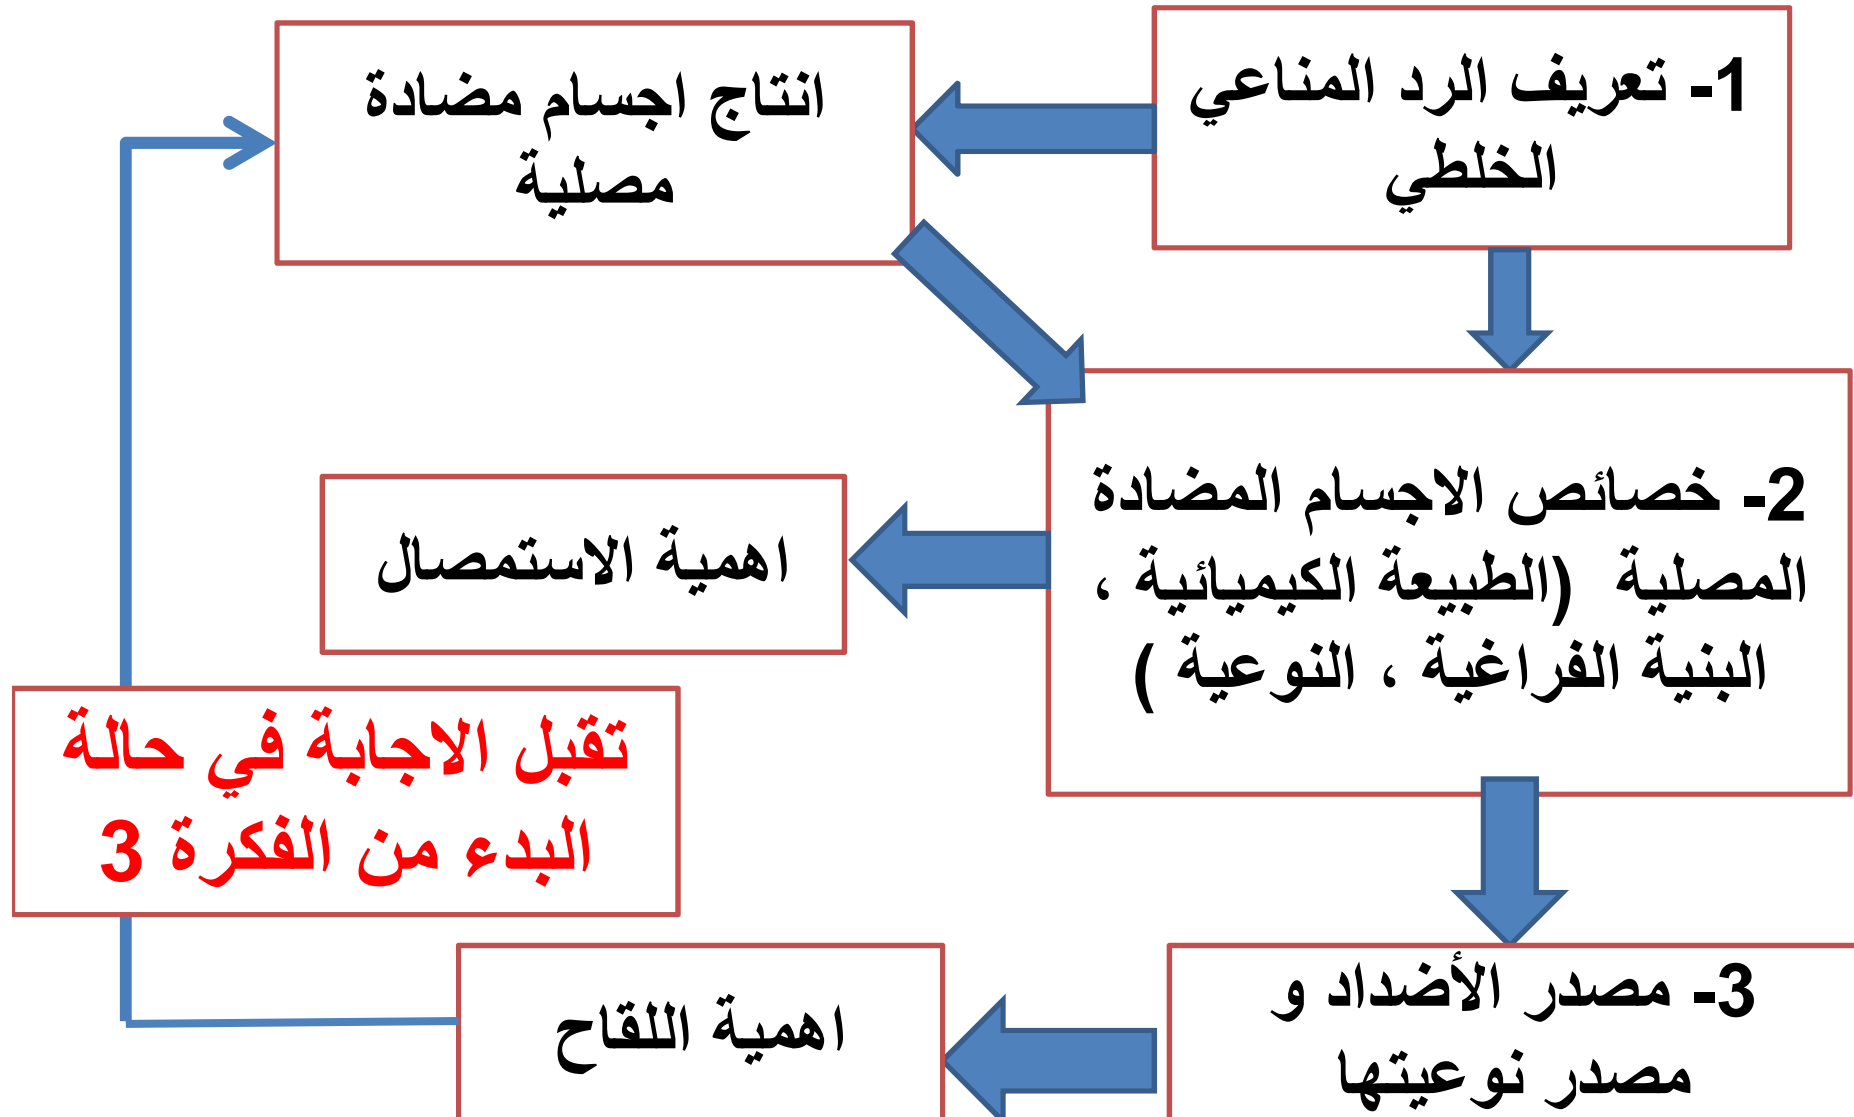 1- تعريف الرد المناعي
الخلطي
انتاج اجسام مضادة
مصلية
2- خصائص الاجسام المضادة
المصلية (الطبيعة الكيميائية ،
البنية الفراغية ، النوعية )
اهمية الاستمصال
تقبل الاجابة في حالة
البدء من الفكرة 3
3- مصدر الأضداد و
مصدر نوعيتها
اهمية اللقاح